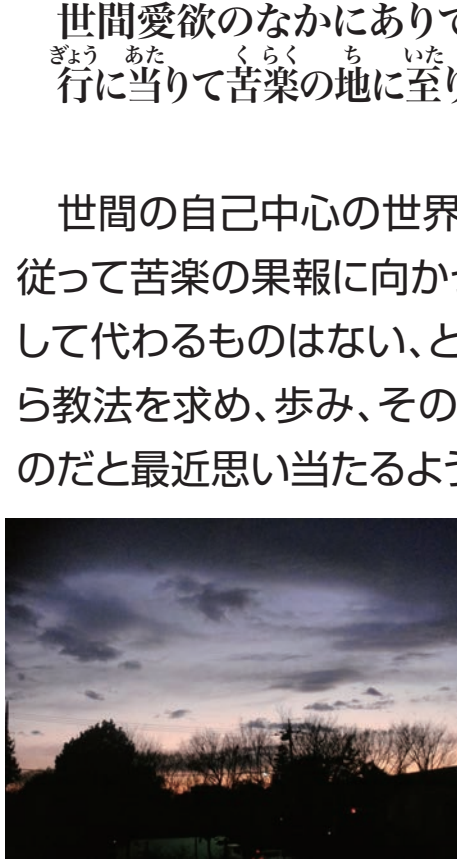 世間愛欲のなかにありて
ぎょう あた くらく ち いた
行に当りて苦楽の地に至り
世間の自己中心の世界
従って苦楽の果報に向かっ
して代わるものはない、と
ら教法を求め、歩み、その
のだと最近思い当たるよう